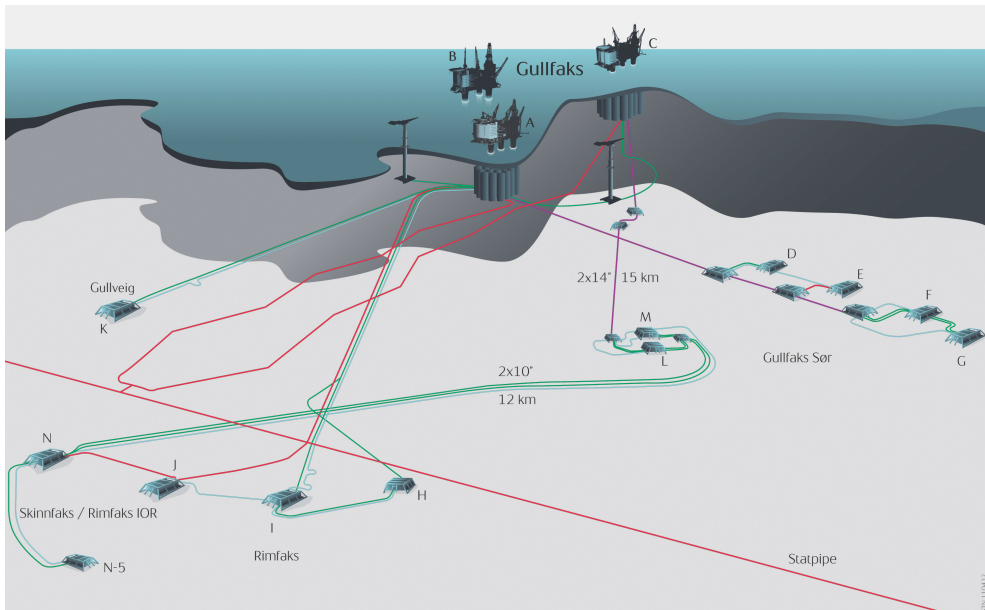 C
B
Gullfaks
A
D
E
2x14" 15 km
Gullveig
K
F
M
L
Gullfaks Sør
G
2x10"
12 km
N
J
H
I
Skinnfaks / Rimfaks IOR
Rimfaks
N-5
Statpipe